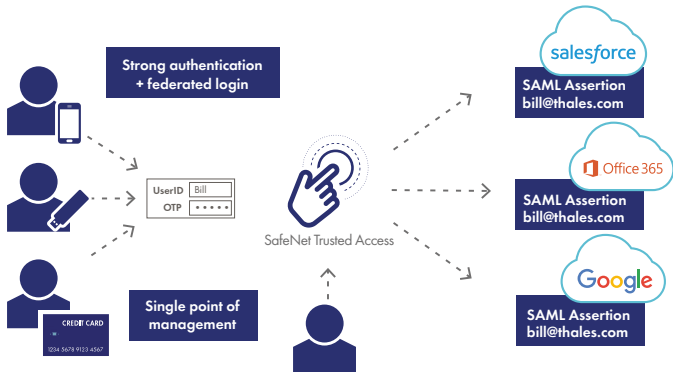 Strong authentication
+ federated login
salesforce
SAML Assertion
bill@thales.com
UserID Bill
OTP •••••
Office 365
SAML Assertion
bill@thales.com
SafeNet Trusted Access
Google
SAML Assertion
bill@thales.com
Single point of
management
CREDIT CARD
1234 5678 9123 4567